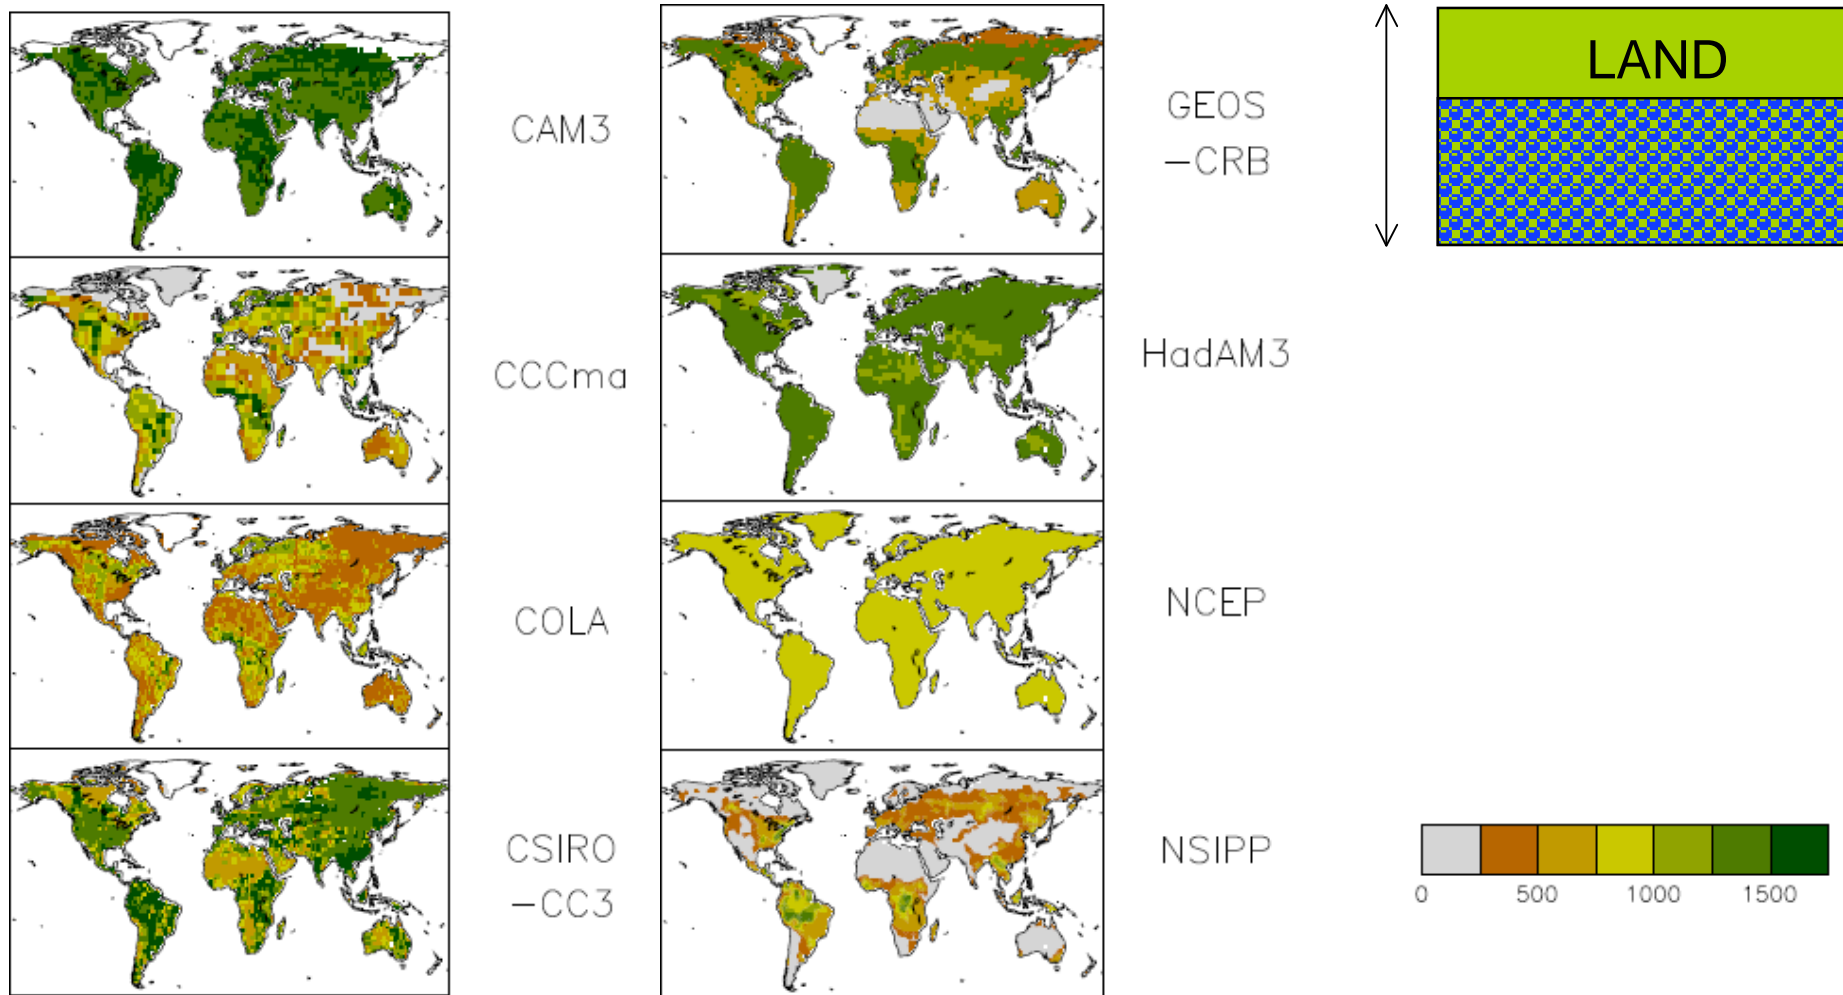 CAM3
CCCma
COLA
CSIRO
-CC3
GEOS
-CRB
HadAM3
NCEP
NSIPP
LAND
0 500 1000 1500